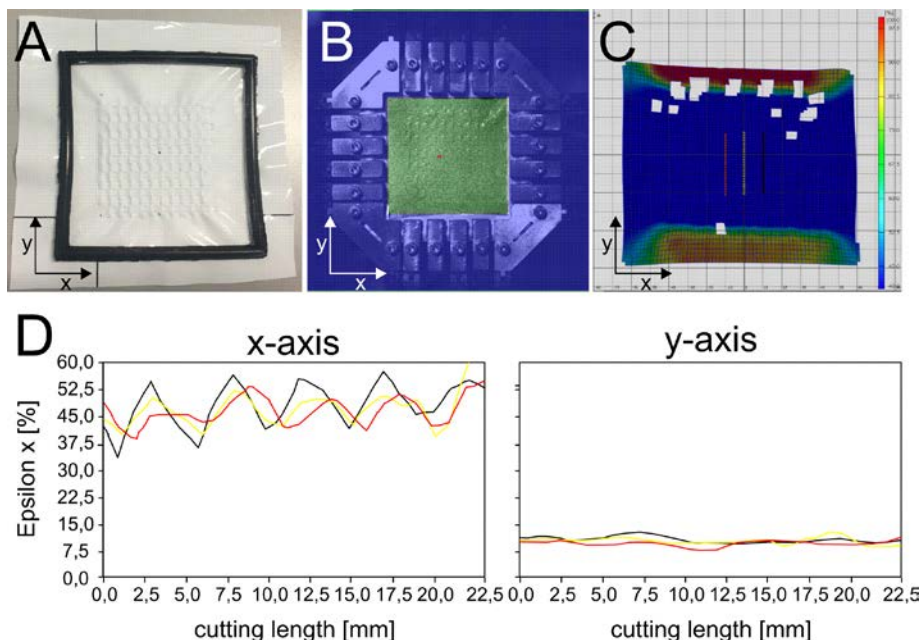 A
B
C
y
x
y
x
y
x
D
x-axis
y-axis
60,0
52,5
45,0
37,5
30,0
22,5
15,0
7,5
0,0
Epsilon x [%]
0,0 2,5 5,0 7,5 10,0 12,5 15,0 17,5 20,0 22,5
0,0 2,5 5,0 7,5 10,0 12,5 15,0 17,5 20,0 22,5
cutting length [mm]
cutting length [mm]